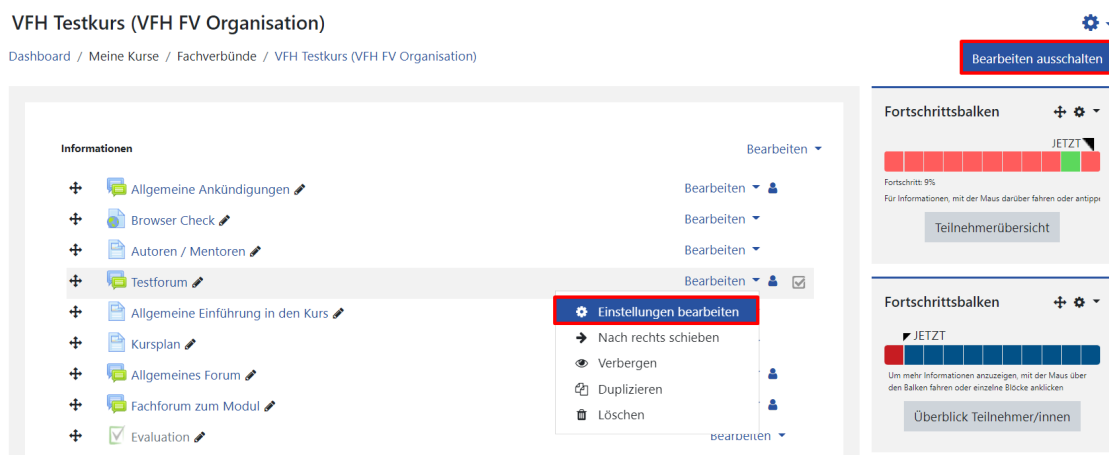 VFH Testkurs (VFH FV Organisation)
Dashboard / Meine Kurse / Fachverbünde / VFH Testkurs (VFH FV Organisation)
Bearbeiten ausschalten
Informationen
Bearbeiten
Allgemeine Ankündigungen
Bearbeiten
Browser Check
Bearbeiten
Autoren / Mentoren
Bearbeiten
Testforum
Bearbeiten
Allgemeine Einführung in den Kurs
Kursplan
Allgemeines Forum
Fachforum zum Modul
Evaluation
Bearbeiten
Einstellungen bearbeiten
Nach rechts schieben
Verbergen
Duplizieren
Löschen
Fortschrittsbalken
JETZT
Fortschritt: 9%
Für Informationen, mit der Maus darüber fahren oder antippe
Teilnehmerübersicht
Fortschrittsbalken
JETZT
Um mehr Informationen anzuzeigen, mit der Maus über
den Balken fahren oder einzelne Blöcke anklicken
Überblick Teilnehmer/innen